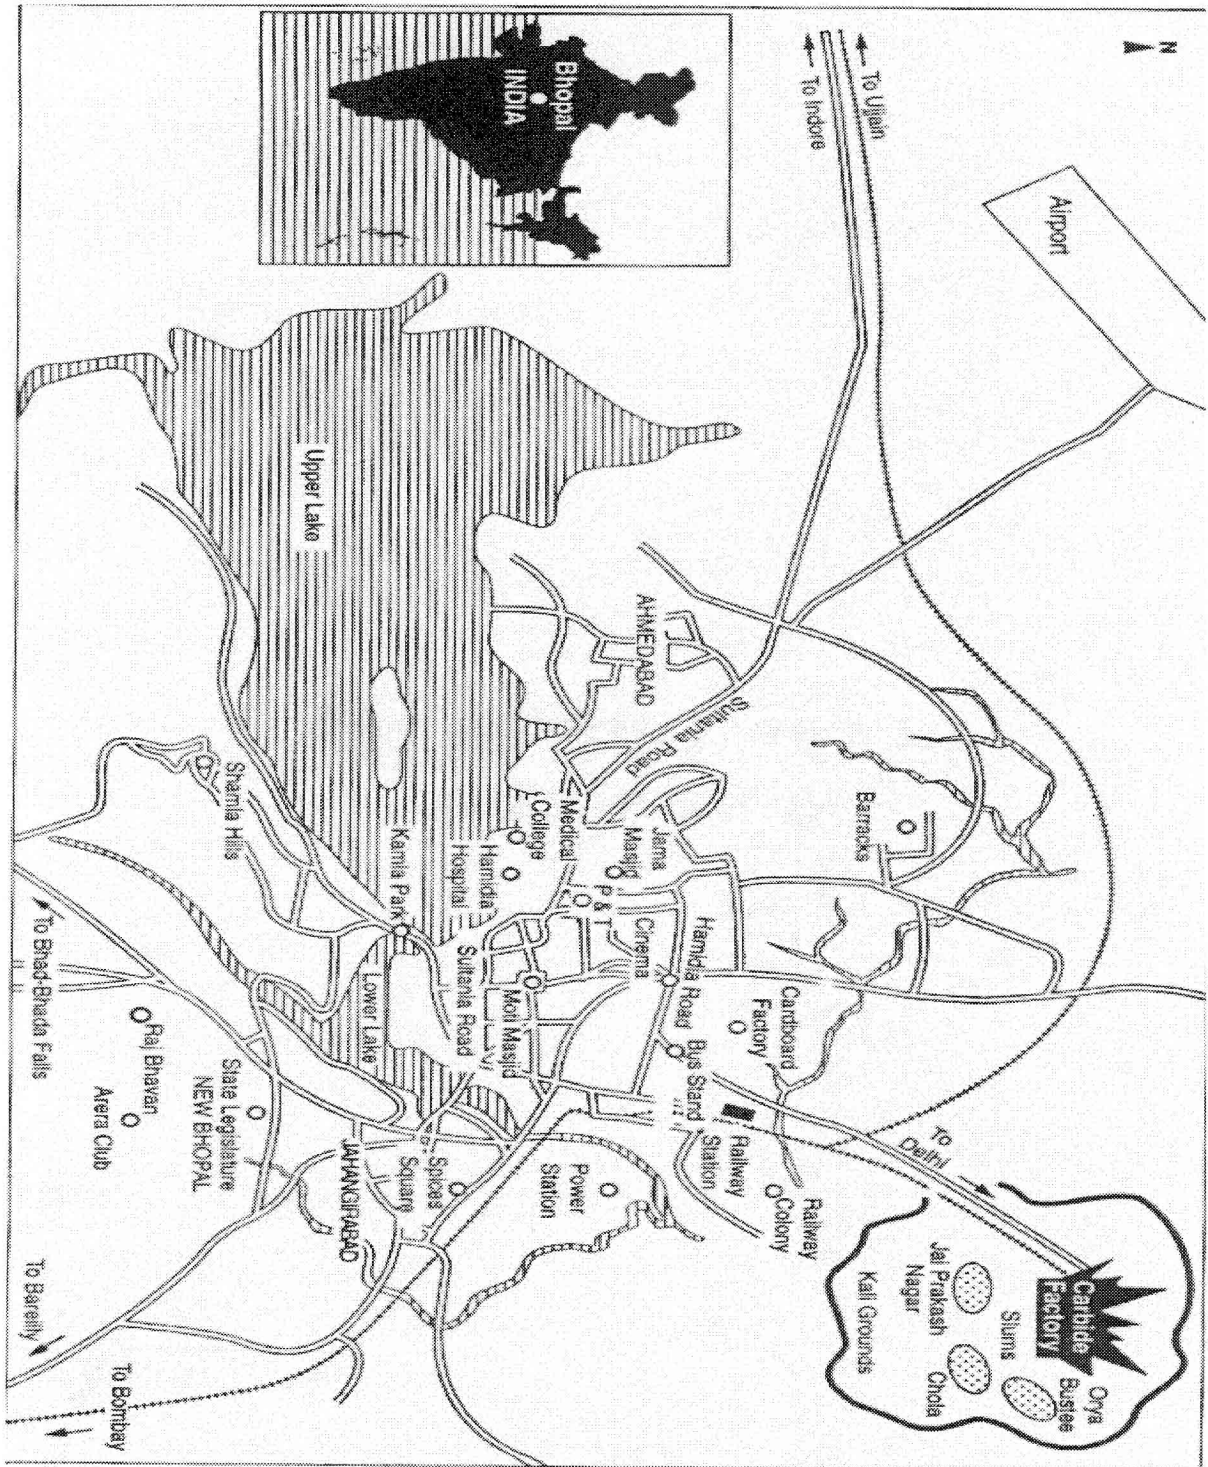 N
To Ujjain
To Indore
Airport
Bhopal
INDIA
Upper Lake
AHMEDABAD
Sultania Road
Barracks
Jama
Masjid
Medical
College
Hamidia
Hospital
P & T
Cinema
Hamidia Road
Cardboard
Factory
Bus Stand
Moti Masjid
Sultania Road
Kamla Park
Shamla Hills
Lower Lake
To Bhad-Bhada Falls
Raj Bhavan
Arera Club
State Legislature
NEW BHOPAL
JAHANGIRABAD
Spices
Square
Power
Station
Railway
Station
Railway
Colony
To
Delhi
Carbide
Factory
Jai Prakash
Nagar
Kali Grounds
Slums
Chola
Orya
Bustee
To Bareilly
To Bombay